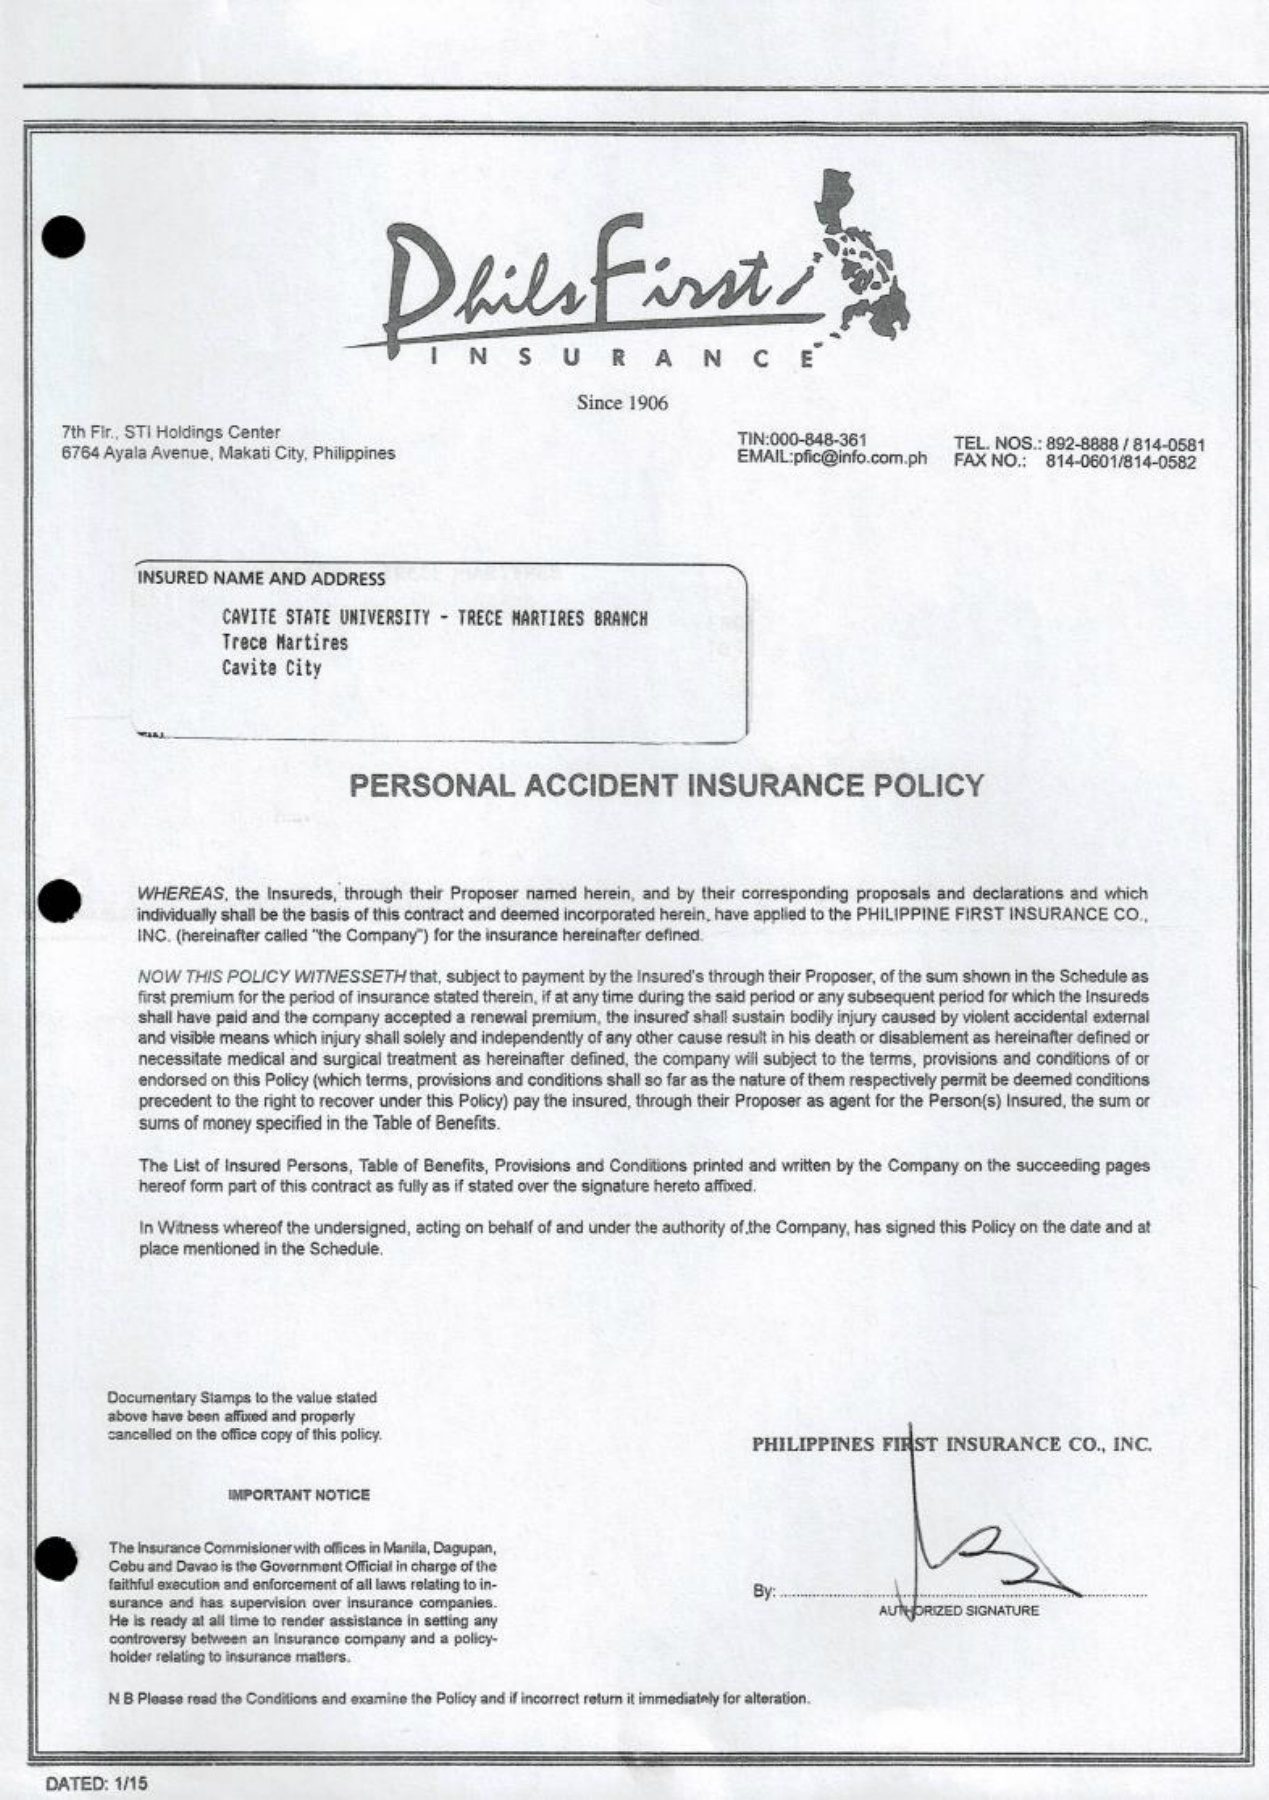 PhilsFirst
INSURANCE
Since 1906
7th Flr., STI Holdings Center
6764 Ayala Avenue, Makati City, Philippines
TIN:000-848-361
EMAIL:pfic@info.com.ph
TEL. NOS.: 892-8888 / 814-0581
FAX NO.: 814-0601/814-0582
INSURED NAME AND ADDRESS
CAVITE STATE UNIVERSITY - TRECE MARTIRES BRANCH
Trece Martires
Cavite City
PERSONAL ACCIDENT INSURANCE POLICY
WHEREAS, the Insureds, through their Proposer named herein, and by their corresponding proposals and declarations and which
individually shall be the basis of this contract and deemed incorporated herein, have applied to the PHILIPPINE FIRST INSURANCE CO.,
INC. (hereinafter called "the Company") for the insurance hereinafter defined.
NOW THIS POLICY WITNESSETH that, subject to payment by the Insured's through their Proposer, of the sum shown in the Schedule as
first premium for the period of insurance stated therein, if at any time during the said period or any subsequent period for which the Insureds
shall have paid and the company accepted a renewal premium, the insured shall sustain bodily injury caused by violent accidental external
and visible means which injury shall solely and independently of any other cause result in his death or disablement as hereinafter defined or
necessitate medical and surgical treatment as hereinafter defined, the company will subject to the terms, provisions and conditions of or
endorsed on this Policy (which terms, provisions and conditions shall so far as the nature of them respectively permit be deemed conditions
precedent to the right to recover under this Policy) pay the insured, through their Proposer as agent for the Person(s) Insured, the sum or
sums of money specified in the Table of Benefits.
The List of Insured Persons, Table of Benefits, Provisions and Conditions printed and written by the Company on the succeeding pages
hereof form part of this contract as fully as if stated over the signature hereto affixed.
In Witness whereof the undersigned, acting on behalf of and under the authority of the Company, has signed this Policy on the date and at
place mentioned in the Schedule.
Documentary Stamps to the value stated
above have been affixed and properly
cancelled on the office copy of this policy.
IMPORTANT NOTICE
The Insurance Commisioner with offices in Manila, Dagupan,
Cebu and Davao is the Government Official in charge of the
faithful execution and enforcement of all laws relating to in-
surance and has supervision over insurance companies.
He is ready at all time to render assistance in setting any
controversy between an Insurance company and a policy-
holder relating to insurance matters.
PHILIPPINES FIRST INSURANCE CO., INC.
By:
AUTHORIZED SIGNATURE
N B Please read the Conditions and examine the Policy and if incorrect return it immediately for alteration.
DATED: 1/15